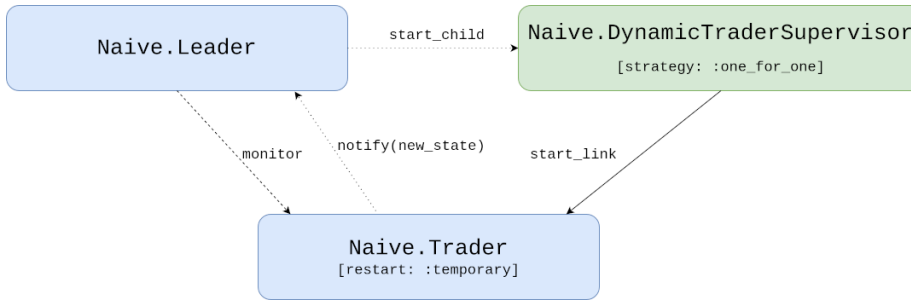 Naive.Leader
start_child
Naive.DynamicTraderSupervisor
[strategy: :one_for_one]
monitor
notify(new_state)
start_link
Naive.Trader
[restart: :temporary]